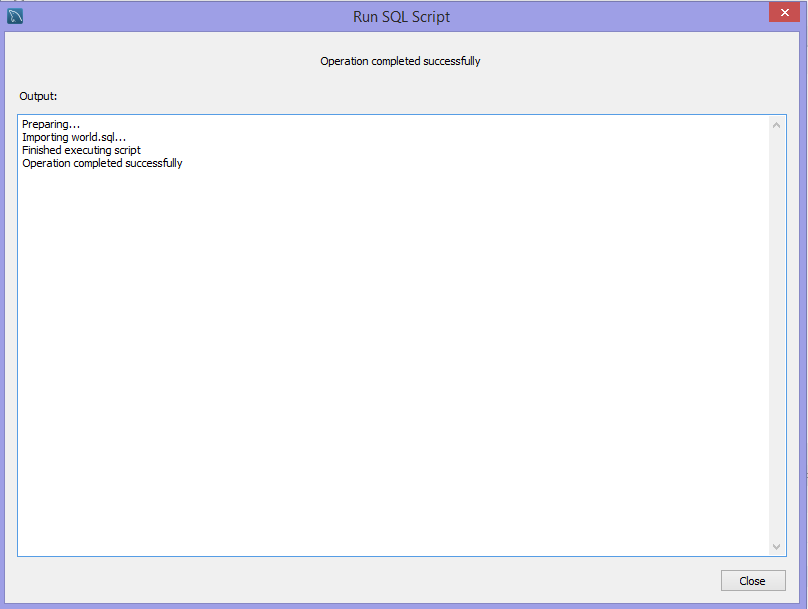 Run SQL Script
Operation completed successfully
Output:
Preparing...
Importing world.sql...
Finished executing script
Operation completed successfully
Close